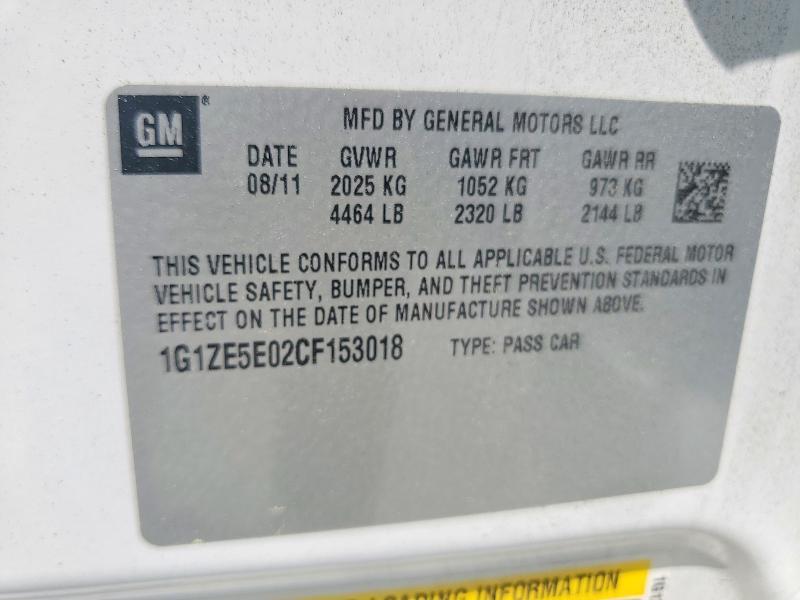 GM®
MFD BY GENERAL MOTORS LLC
DATE GVWR GAWR FRT GAWR RR
08/11 2025 KG 1052 KG 973 KG
4464 LB 2320 LB 2144 LB
THIS VEHICLE CONFORMS TO ALL APPLICABLE U.S. FEDERAL MOTOR
VEHICLE SAFETY, BUMPER, AND THEFT PREVENTION STANDARDS IN
EFFECT ON THE DATE OF MANUFACTURE SHOWN ABOVE.
1G1ZE5E02CF153018 TYPE: PASS CAR
LOADING INFORMATION